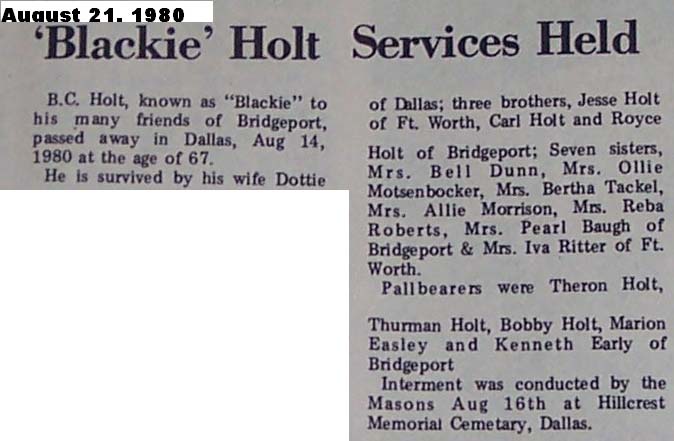 August 21, 1980
'Blackie' Holt Services Held
B.C. Holt, known as "Blackie" to
his many friends of Bridgeport,
passed away in Dallas, Aug 14,
1980 at the age of 67.
He is survived by his wife Dottie
of Dallas; three brothers, Jesse Holt
of Ft. Worth, Carl Holt and Royce
Holt of Bridgeport; Seven sisters,
Mrs. Bell Dunn, Mrs. Ollie
Motsenbocker, Mrs. Bertha Tackel,
Mrs. Allie Morrison, Mrs. Reba
Roberts, Mrs. Pearl Baugh of
Bridgeport & Mrs. Iva Ritter of Ft.
Worth.
Pallbearers were Theron Holt,
Thurman Holt, Bobby Holt, Marion
Easley and Kenneth Early of
Bridgeport
Interment was conducted by the
Masons Aug 16th at Hillcrest
Memorial Cemetary, Dallas.